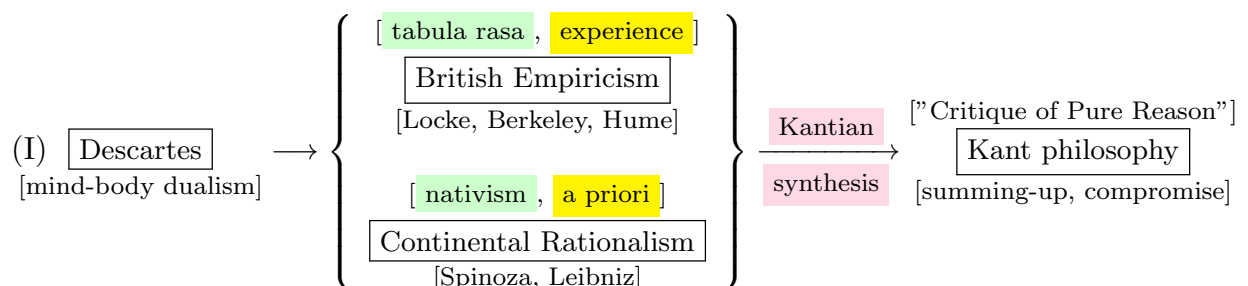 (I) Descartes
[mind-body dualism]
[ tabula rasa , experience ]
British Empiricism
[Locke, Berkeley, Hume]
[ nativism , a priori ]
Continental Rationalism
[Spinoza, Leibniz]
Kantian
synthesis
["Critique of Pure Reason"]
Kant philosophy
[summing-up, compromise]